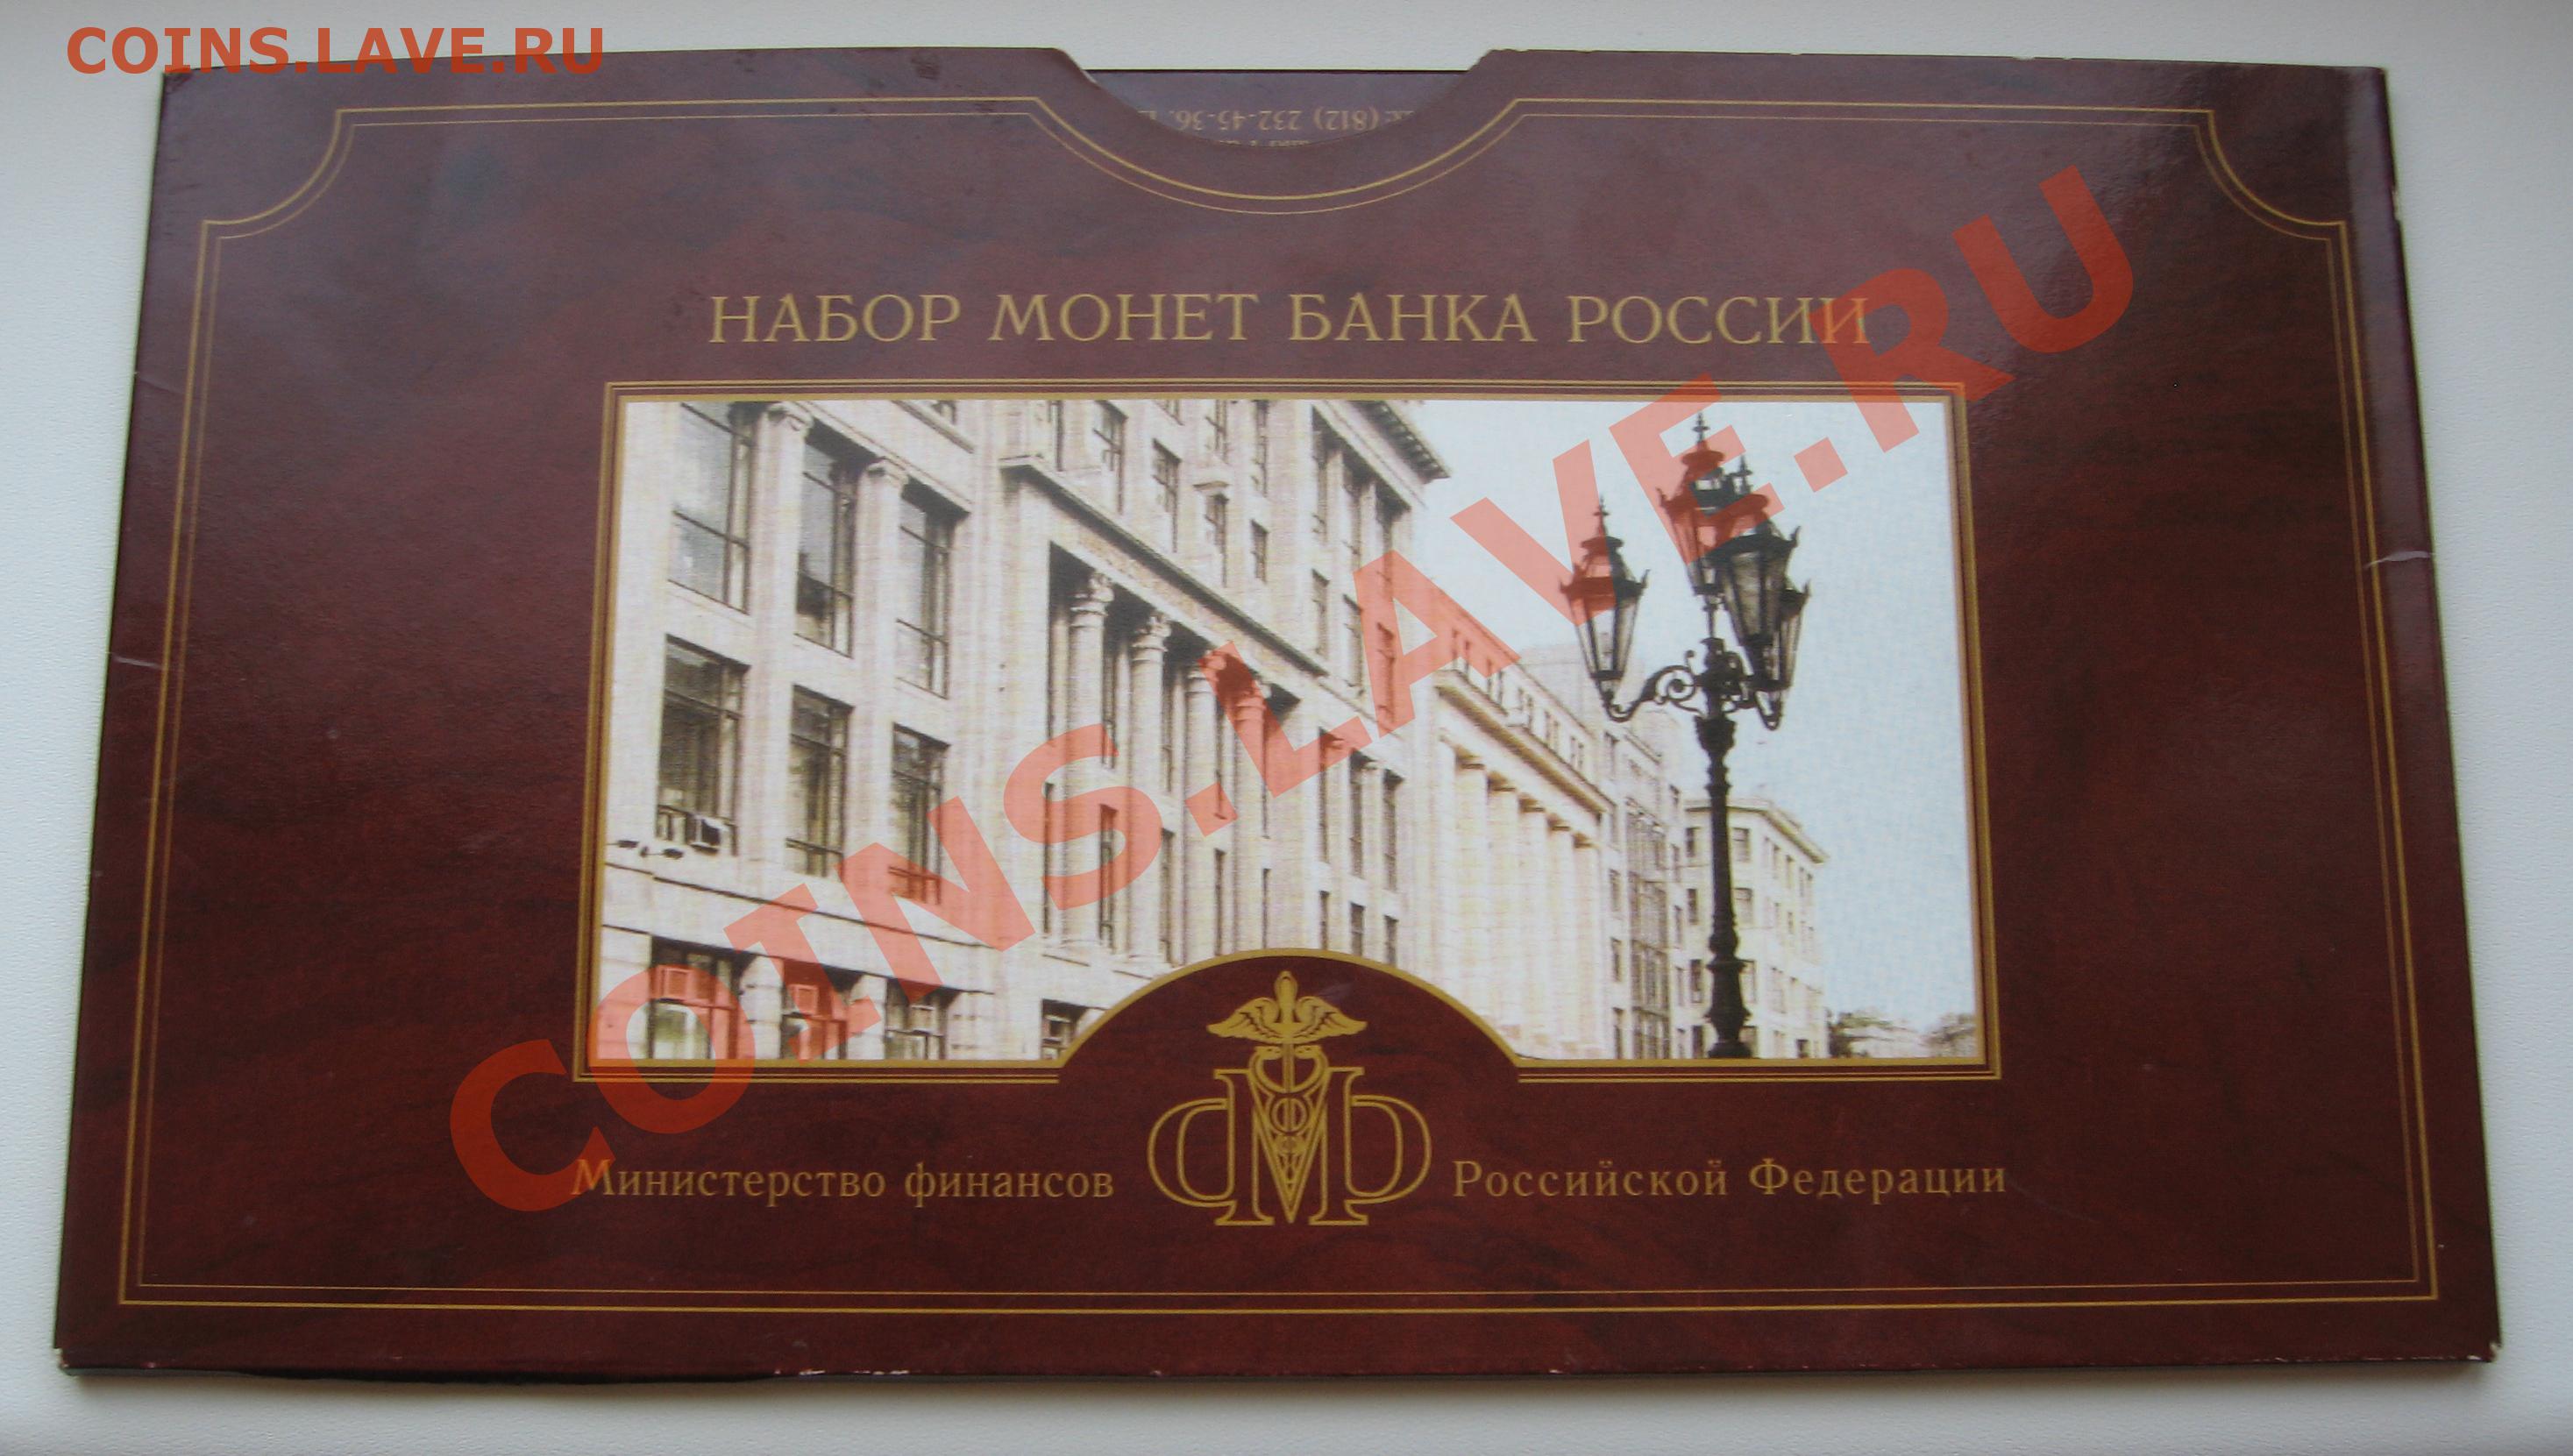 COINS.LAVE.RU
(812) 232-45-36.
НАБОР МОНЕТ БАНКА РОССИИ
COINS.LAVE.RU
Министерство финансов Российской Федерации